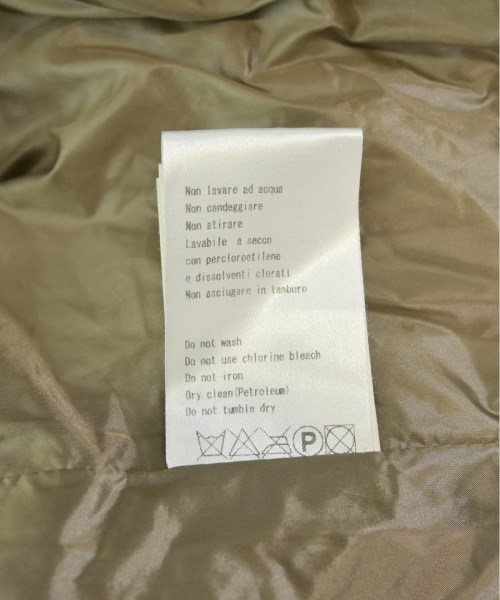 Non lavare ad acqua
Non candeggiare
Non stirare
Lavabile a secco
con percloroetilene
e dissolventi clorati
Non asciugare in tamburo
Do not wash
Do not use chlorine bleach
Do not iron
Dry clean(Petroleum)
Do not tumble dry
P